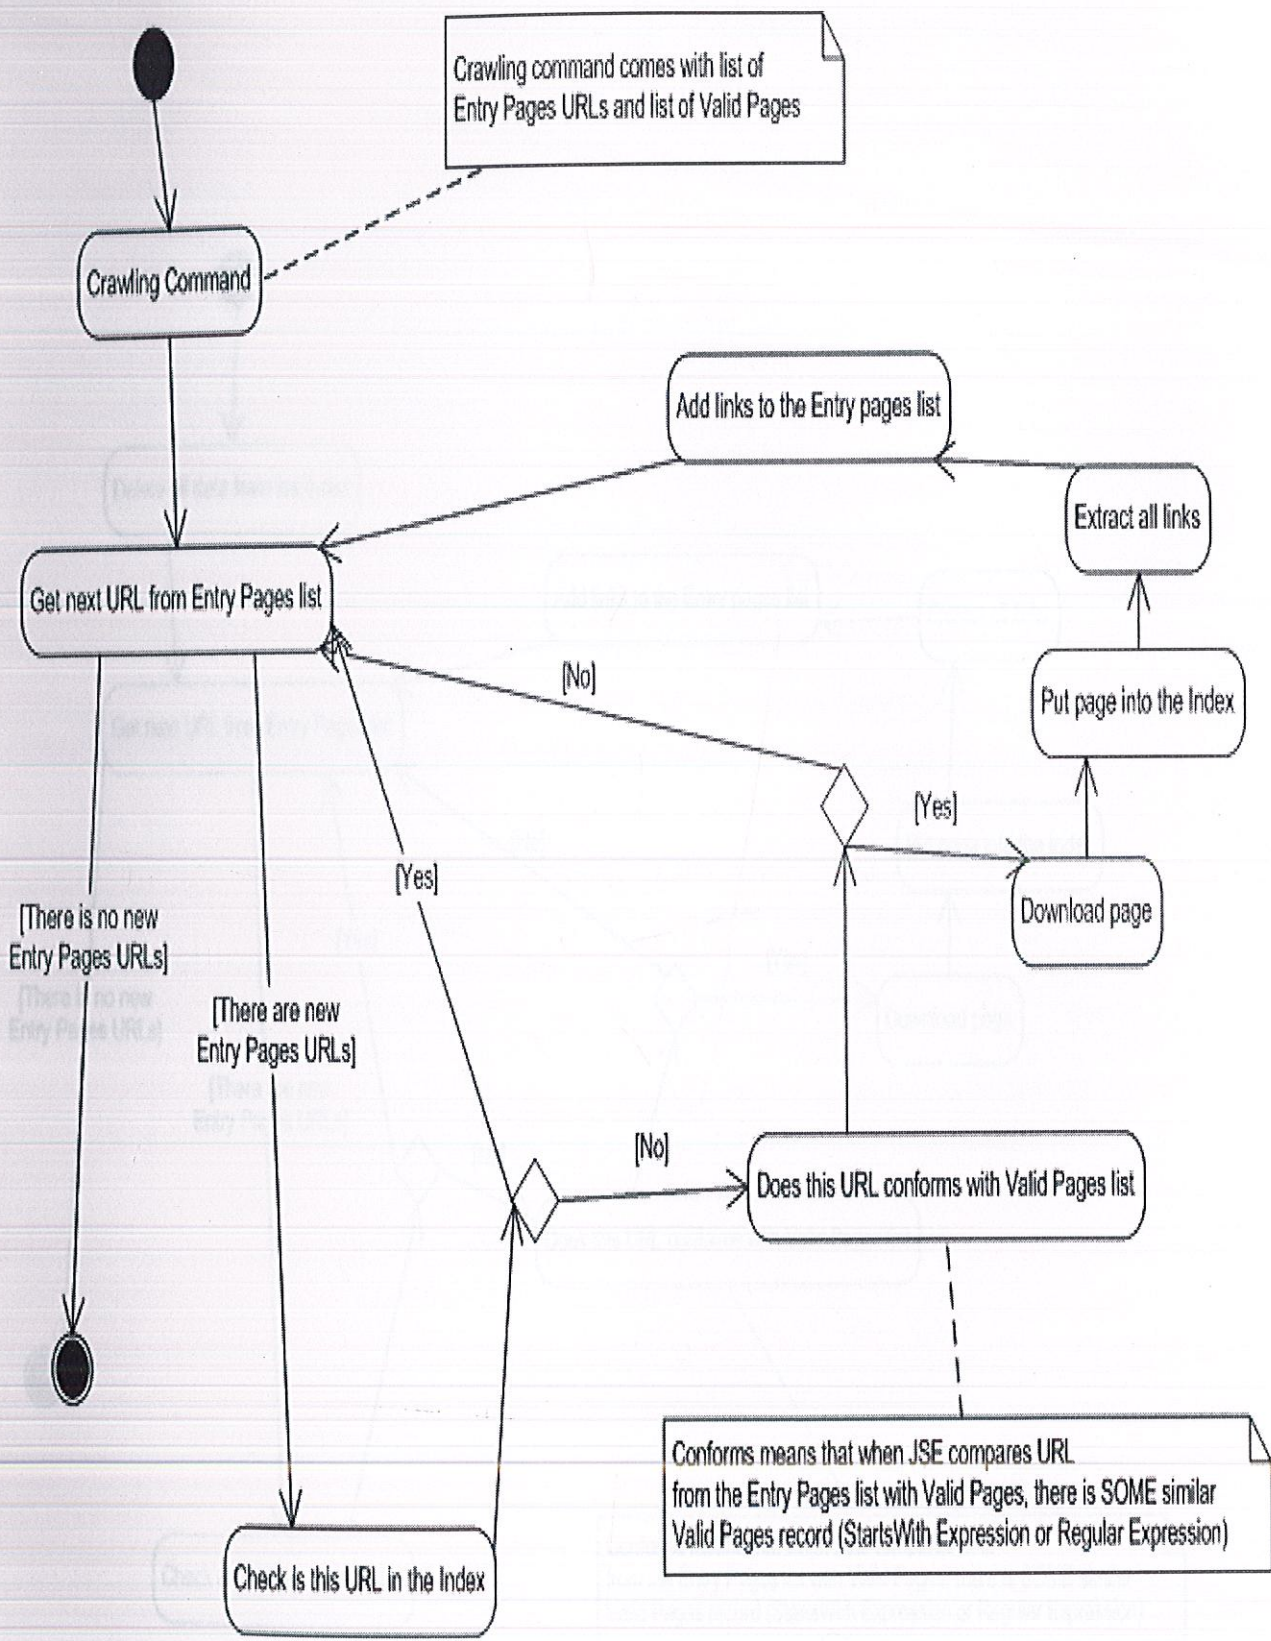 Crawling command comes with list of
Entry Pages URLs and list of Valid Pages
Crawling Command
Add links to the Entry pages list
Extract all links
Get next URL from Entry Pages list
[No]
Put page into the Index
[Yes]
[Yes]
Download page
[There is no new
Entry Pages URLs]
[There are new
Entry Pages URLs]
[No]
Does this URL conforms with Valid Pages list
Conforms means that when JSE compares URL
from the Entry Pages list with Valid Pages, there is SOME similar
Valid Pages record (StartsWith Expression or Regular Expression)
Check is this URL in the Index